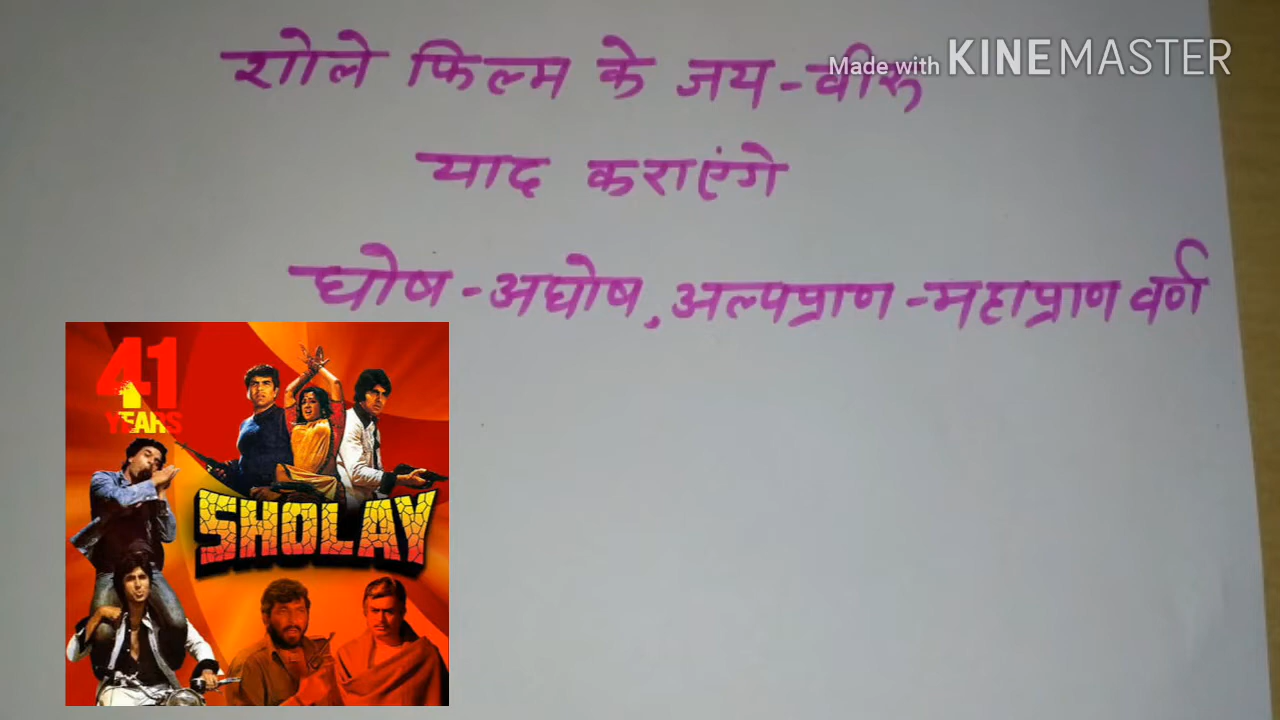 शोले फिल्म के जय-वीरू
Made with KINEMASTER
याद कराएंगे
घोष-अघोष, अल्पप्राण-महाप्राण वर्ण
41
YEARS
SHOLAY